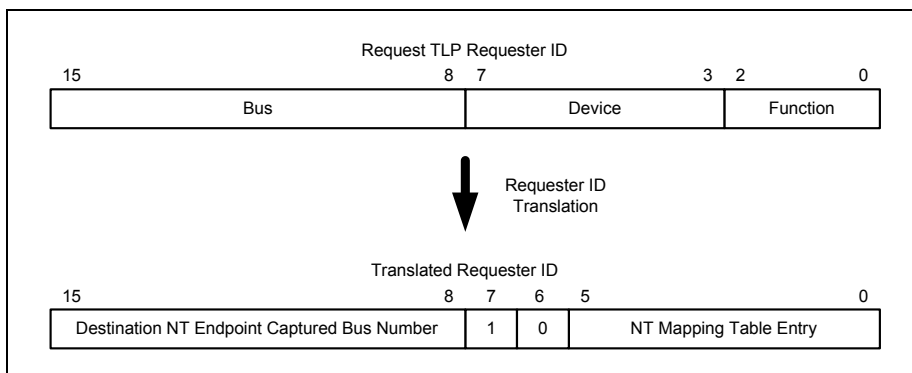 Request TLP Requester ID
15 8 7 3 2 0
Bus Device Function
Requester ID
Translation
Translated Requester ID
15 8 7 6 5 0
Destination NT Endpoint Captured Bus Number 1 0 NT Mapping Table Entry